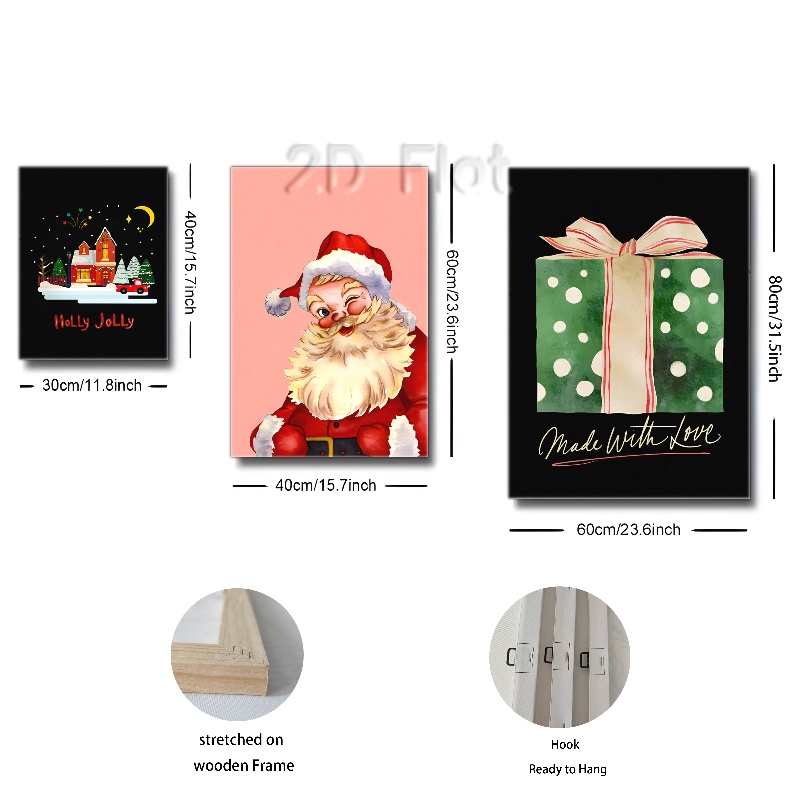 2D Flat
Holly Jolly
40cm/15.7inch
30cm/11.8inch
60cm/23.6inch
40cm/15.7inch
Made With Love
80cm/31.5inch
60cm/23.6inch
stretched on
wooden Frame
Hook
Ready to Hang